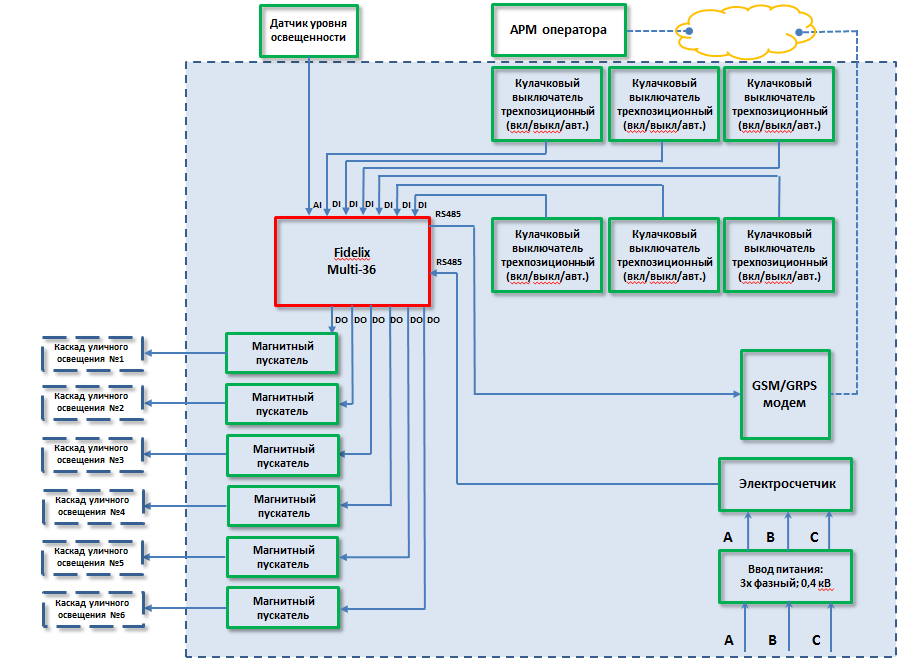 Датчик уровня
освещенности
АРМ оператора
Кулачковый
выключатель
трехпозиционный
(вкл/выкл/авт.)
Кулачковый
выключатель
трехпозиционный
(вкл/выкл/авт.)
Кулачковый
выключатель
трехпозиционный
(вкл/выкл/авт.)
AI DI DI DI DI DI DI
RS485
Fidelix
Multi-36
RS485
Кулачковый
выключатель
трехпозиционный
(вкл/выкл/авт.)
Кулачковый
выключатель
трехпозиционный
(вкл/выкл/авт.)
Кулачковый
выключатель
трехпозиционный
(вкл/выкл/авт.)
DO DO DO DO DO DO
Каскад уличного
освещения №1
Магнитный
пускатель
Каскад уличного
освещения №2
Магнитный
пускатель
Каскад уличного
освещения №3
Магнитный
пускатель
Каскад уличного
освещения №4
Магнитный
пускатель
Каскад уличного
освещения №5
Магнитный
пускатель
Каскад уличного
освещения №6
Магнитный
пускатель
GSM/GRPS
модем
Электросчетчик
A B C
Ввод питания:
3х фазный; 0,4 кВ
A B C